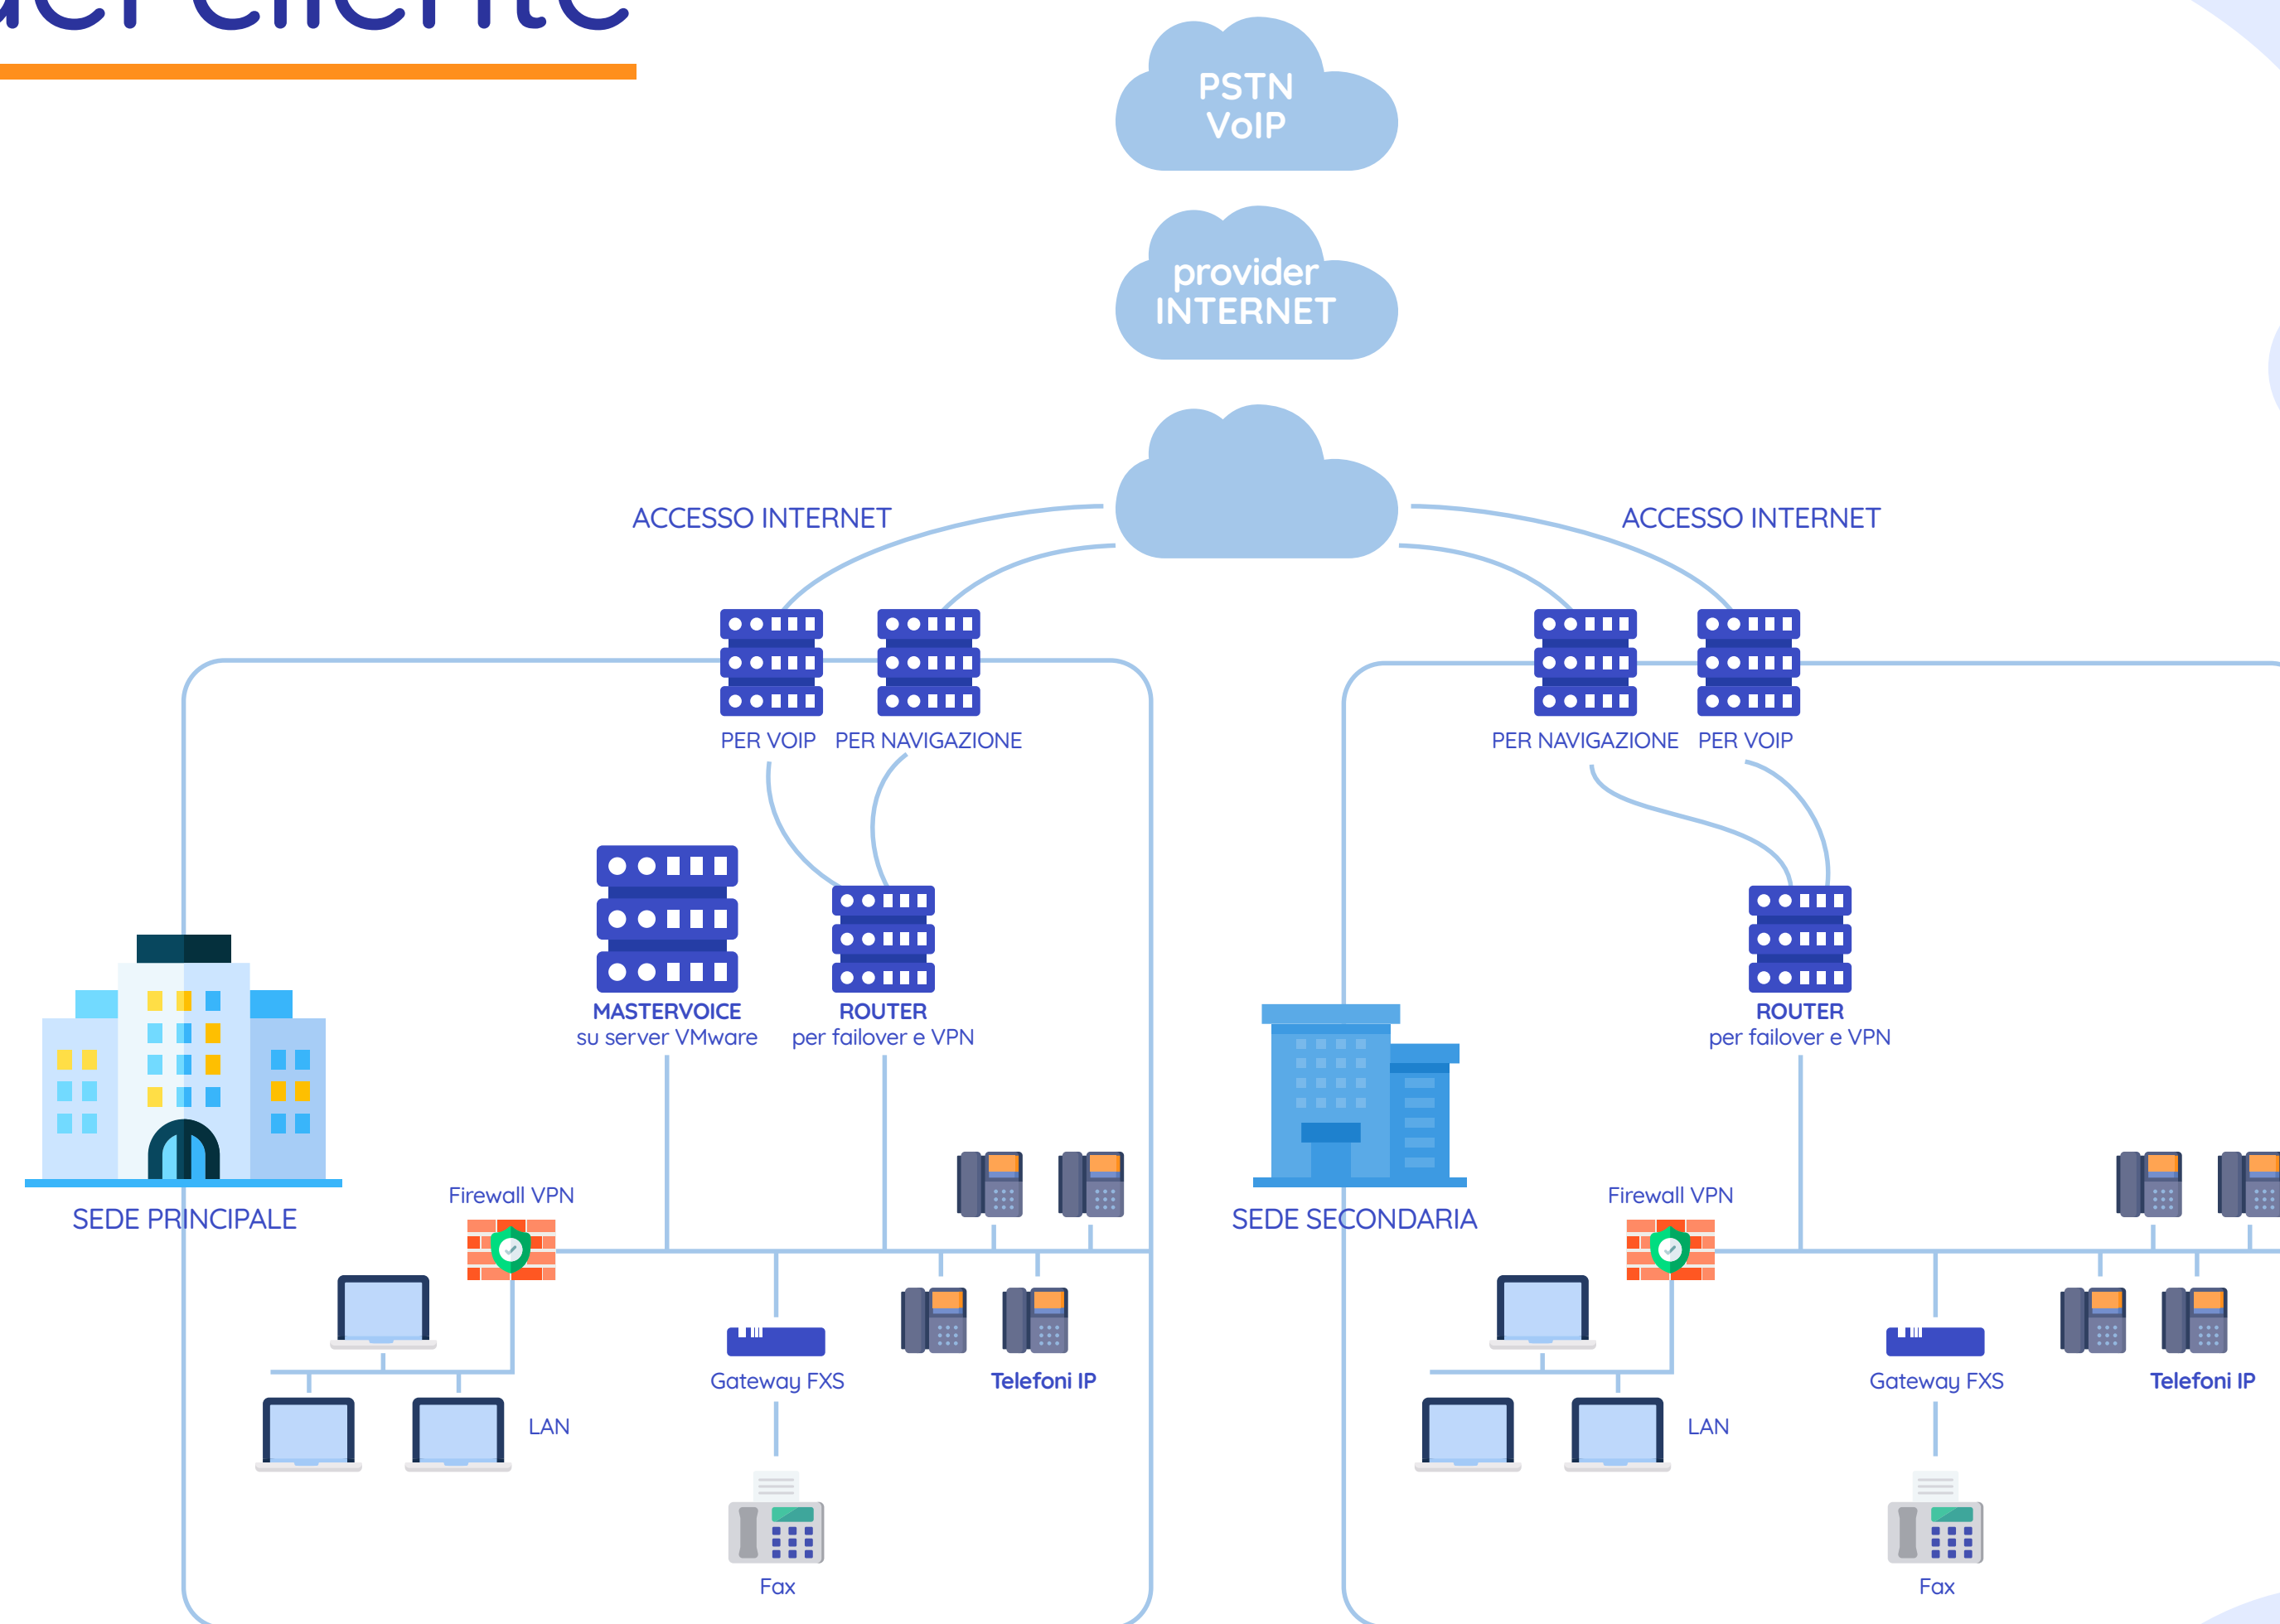 del cliente
PSTN
VoIP
provider
INTERNET
ACCESSO INTERNET
ACCESSO INTERNET
PER VOIP
PER NAVIGAZIONE
PER NAVIGAZIONE
PER VOIP
MASTERVOICE
su server VMware
ROUTER
per failover e VPN
ROUTER
per failover e VPN
Firewall VPN
SEDE PRINCIPALE
Firewall VPN
SEDE SECONDARIA
Gateway FXS
Telefoni IP
LAN
Gateway FXS
Telefoni IP
LAN
Fax
Fax